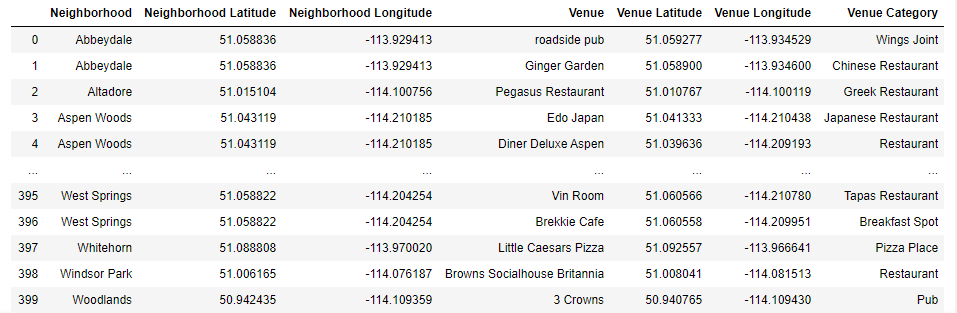 Neighborhood Neighborhood Latitude Neighborhood Longitude Venue Venue Latitude Venue Longitude Venue Category
0 Abbeydale 51.058836 -113.929413 roadside pub 51.059277 -113.934529 Wings Joint
1 Abbeydale 51.058836 -113.929413 Ginger Garden 51.058900 -113.934600 Chinese Restaurant
2 Altadore 51.015104 -114.100756 Pegasus Restaurant 51.010767 -114.100119 Greek Restaurant
3 Aspen Woods 51.043119 -114.210185 Edo Japan 51.041333 -114.210438 Japanese Restaurant
4 Aspen Woods 51.043119 -114.210185 Diner Deluxe Aspen 51.039636 -114.209193 Restaurant
... ... ... ... ... ... ... ...
395 West Springs 51.058822 -114.204254 Vin Room 51.060566 -114.210780 Tapas Restaurant
396 West Springs 51.058822 -114.204254 Brekkie Cafe 51.060558 -114.209951 Breakfast Spot
397 Whitehorn 51.088808 -113.970020 Little Caesars Pizza 51.092557 -113.966641 Pizza Place
398 Windsor Park 51.006165 -114.076187 Browns Socialhouse Britannia 51.008041 -114.081513 Restaurant
399 Woodlands 50.942435 -114.109359 3 Crowns 50.940765 -114.109430 Pub